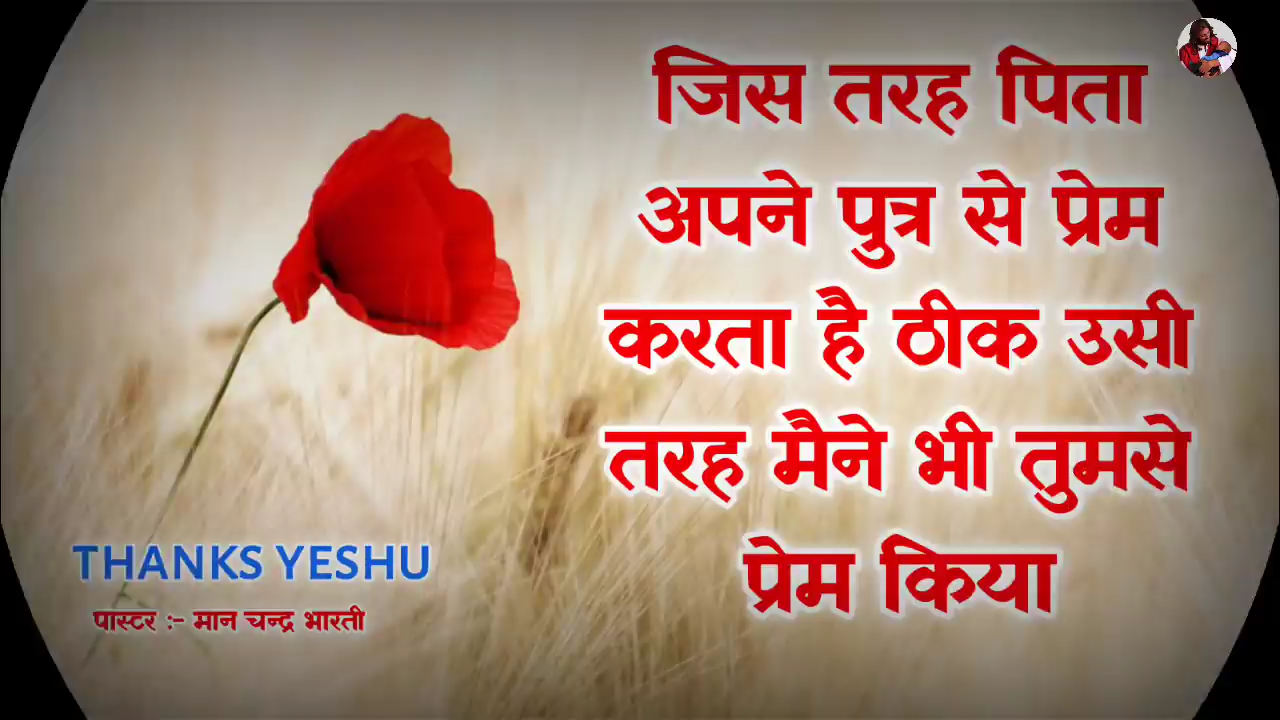 जिस तरह पिता
अपने पुत्र से प्रेम
करता है ठीक उसी
तरह मैने भी तुमसे
प्रेम किया
THANKS YESHU
पास्टर :- मान चन्द्र भारती